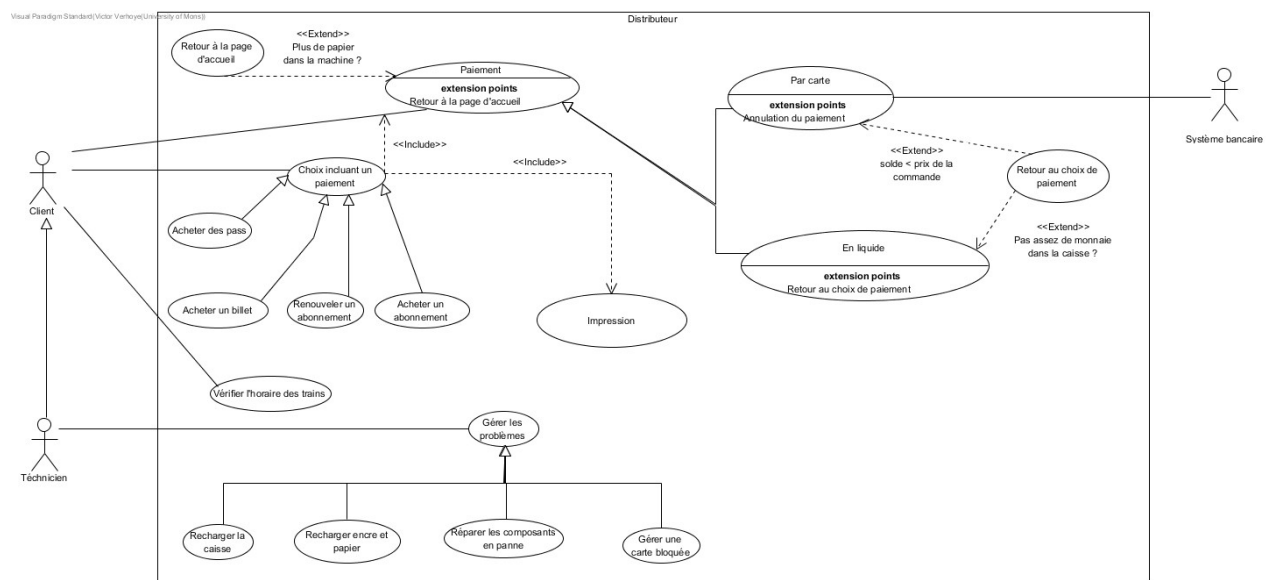 Visual Paradigm Standard(Victor Verhoye(University of Mons))
Distributeur
Retour à la page
d'accueil
<<Extend>>
Plus de papier
dans la machine ?
Paiement
extension points
Retour à la page d'accueil
Par carte
extension points
Annulation du paiement
Système bancaire
<<Include>>
<<Include>>
<<Extend>>
solde < prix de la
commande
Retour au choix de
paiement
Client
Choix incluant un
paiement
Acheter des pass
<<Extend>>
Pas assez de monnaie
dans la caisse ?
En liquide
extension points
Retour au choix de paiement
Acheter un billet
Renouveler un
abonnement
Acheter un
abonnement
Impression
Vérifier l'horaire des trains
Téchnicien
Gérer les
problèmes
Recharger la
caisse
Recharger encre et
papier
Réparer les composants
en panne
Gérer une
carte bloquée